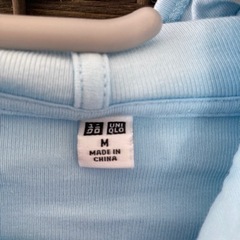 ユニ UNI
クロ QLO
M
MADE IN
CHINA